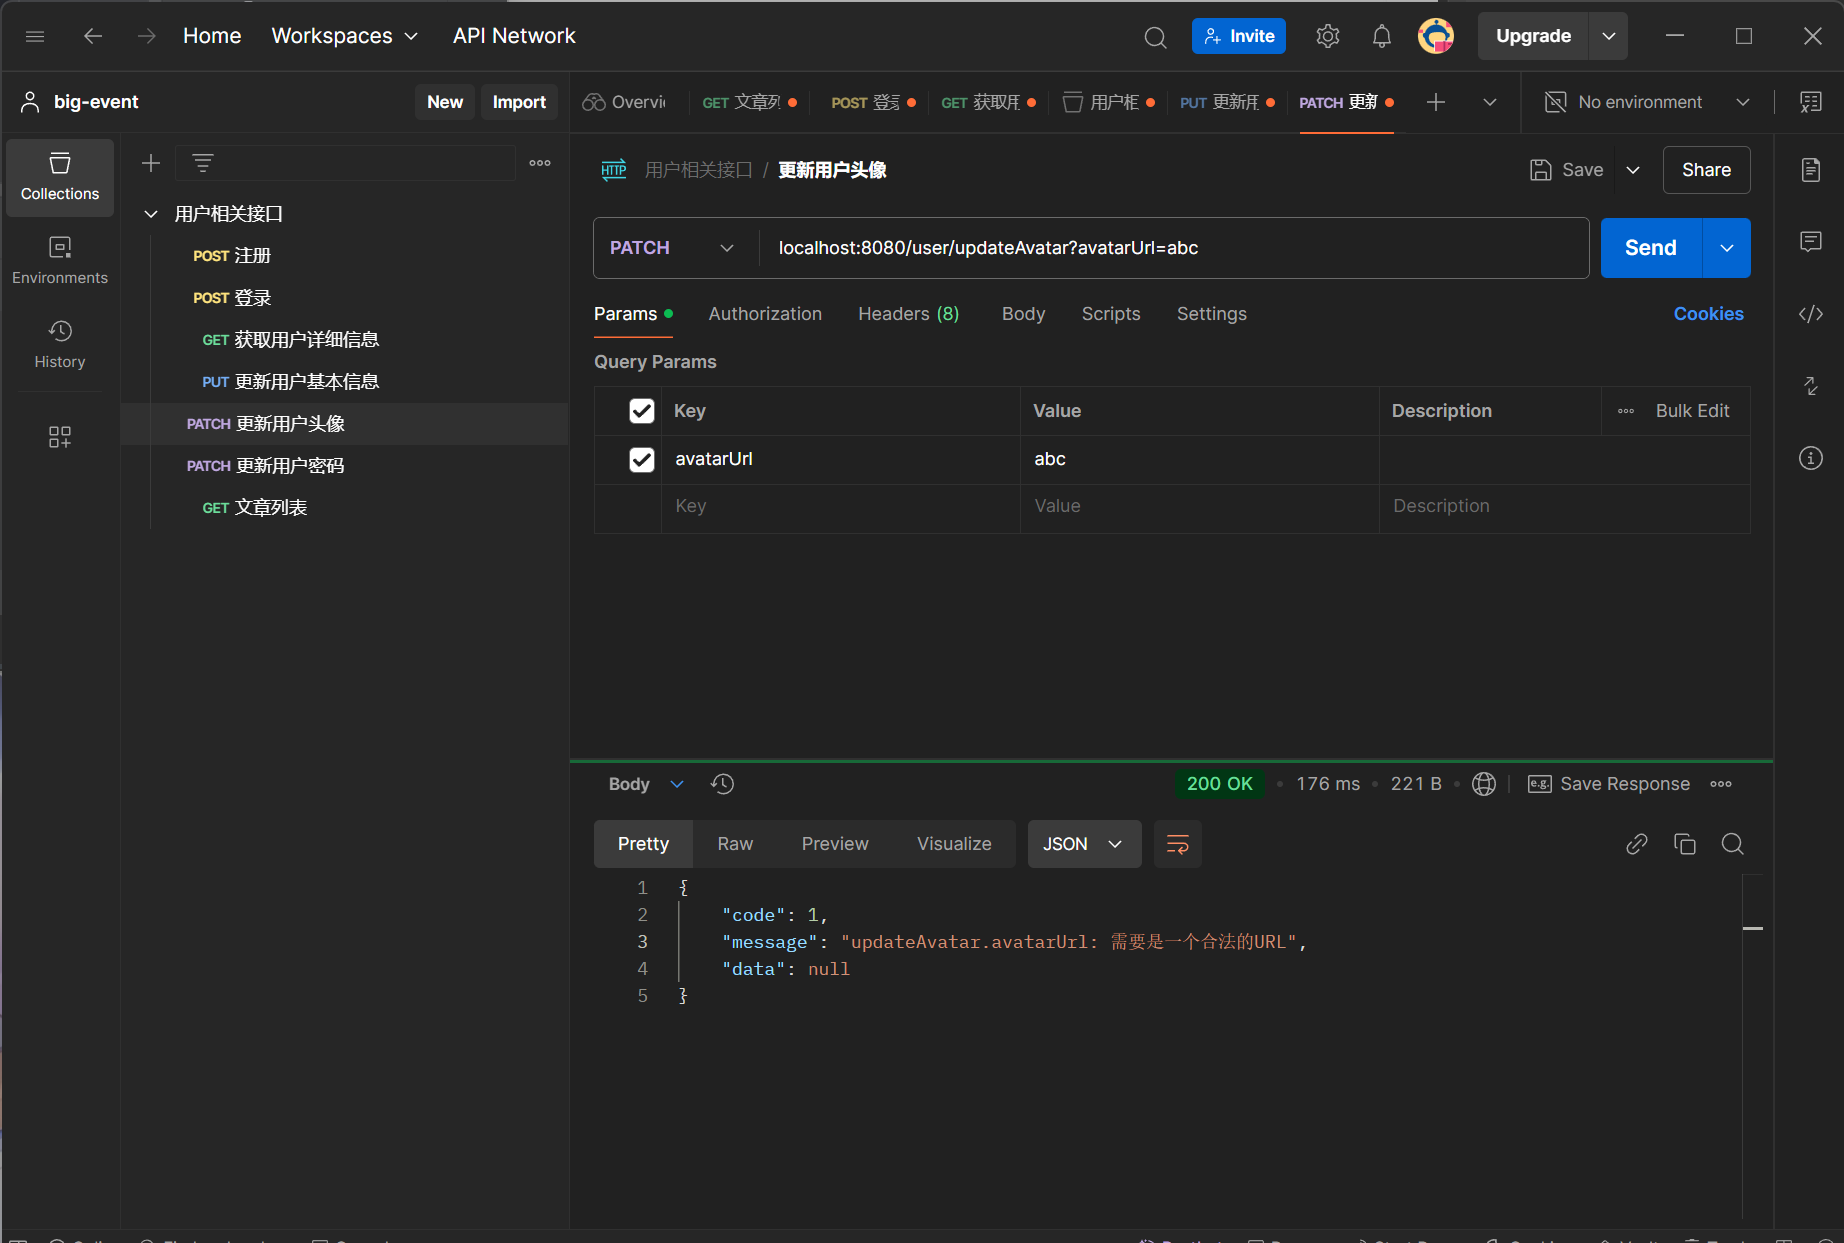 Home Workspaces API Network Invite Upgrade
big-event New Import Overvi GET 文章列 POST 登录 GET 获取用 用户相 PUT 更新用 PATCH 更新 No environment
Collections
Environments
History
用户相关接口
POST 注册
POST 登录
GET 获取用户详细信息
PUT 更新用户基本信息
PATCH 更新用户头像
PATCH 更新用户密码
GET 文章列表
HTTP 用户相关接口 / 更新用户头像 Save Share
PATCH localhost:8080/user/updateAvatar?avatarUrl=abc Send
Params Authorization Headers (8) Body Scripts Settings Cookies
Query Params
Key Value Description Bulk Edit
avatarUrl abc
Key Value Description
Body 200 OK • 176 ms • 221 B • e.g. Save Response
Pretty Raw Preview Visualize JSON
1 {
2 "code": 1,
3 "message": "updateAvatar.avatarUrl: 需要是一个合法的URL",
4 "data": null
5 }